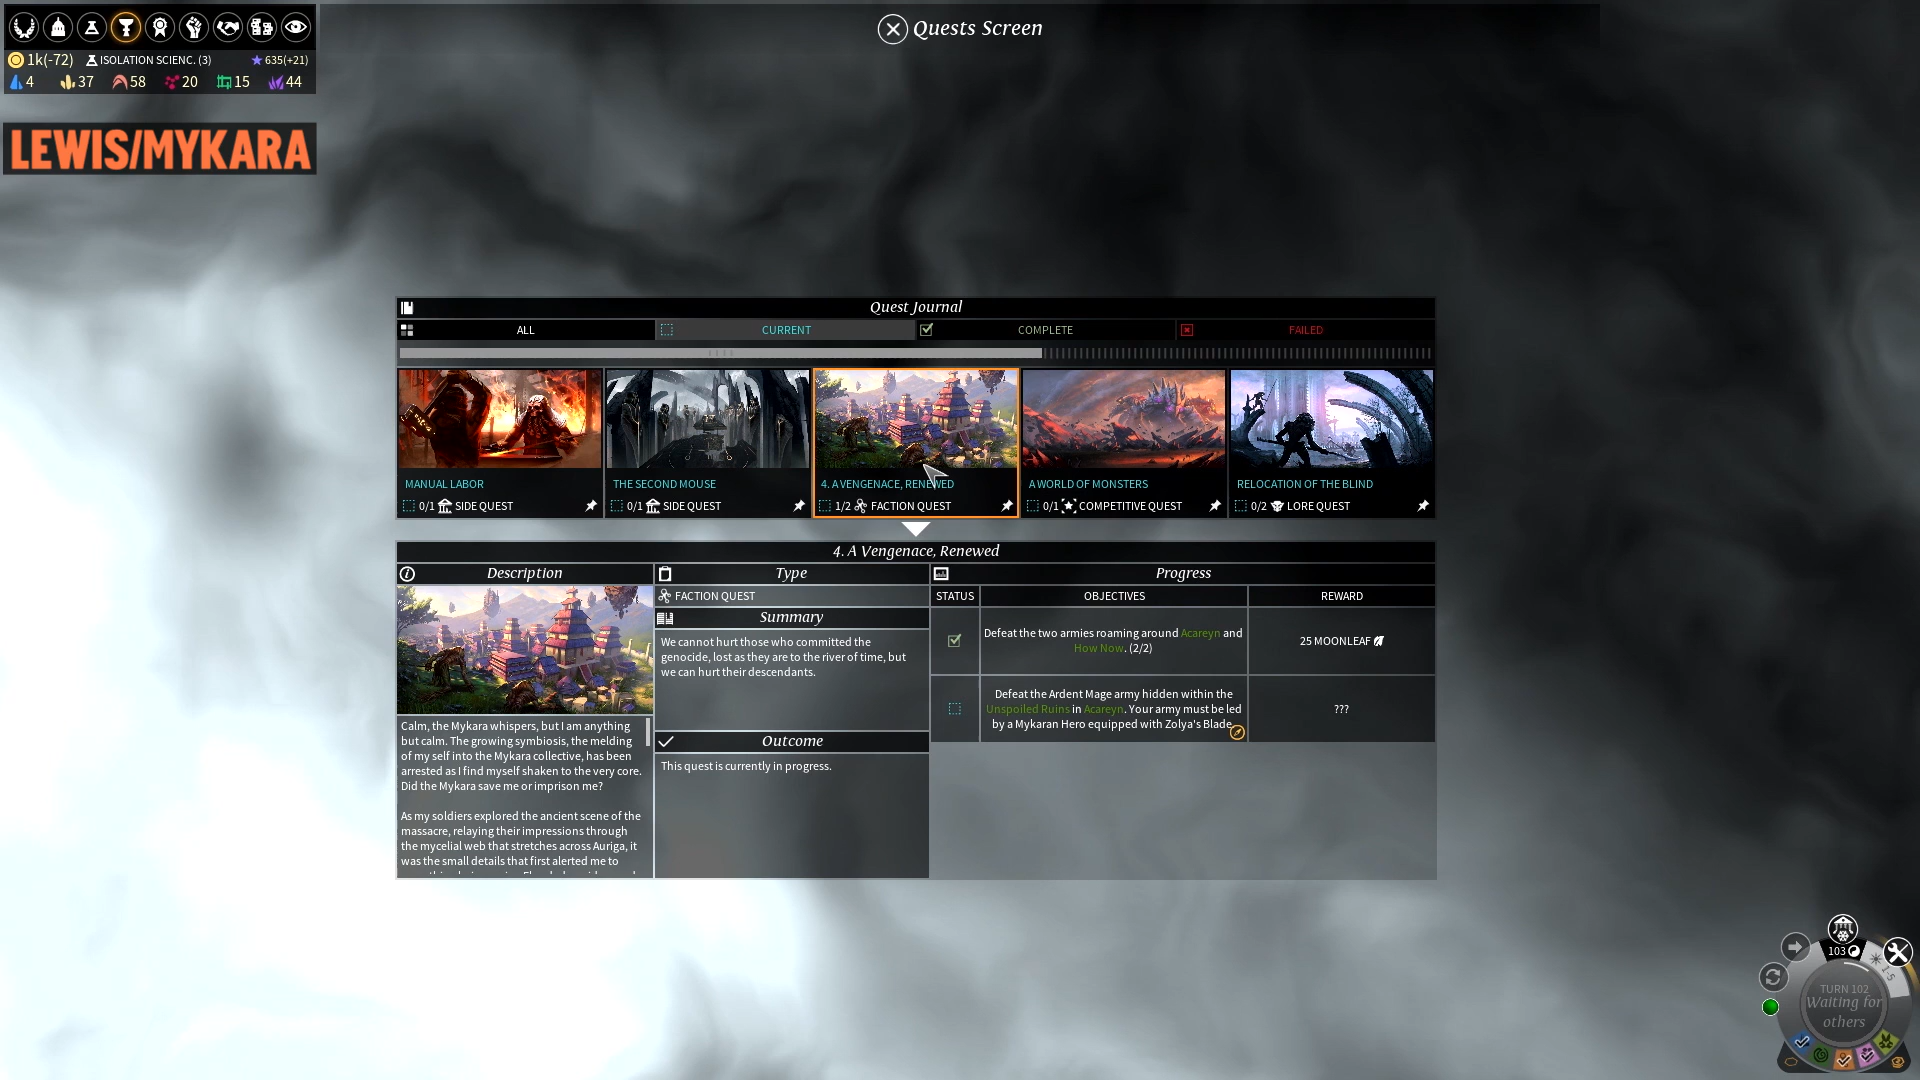 Quests Screen
1k(-72) ISOLATION SCIENC. (3) 635(+21)
4 37 58 20 15 44
LEWIS/MYKARA
Quest Journal
ALL CURRENT COMPLETE FAILED
MANUAL LABOR
0/1 SIDE QUEST
THE SECOND MOUSE
0/1 SIDE QUEST
4. A VENGENACE, RENEWED
1/2 FACTION QUEST
A WORLD OF MONSTERS
0/1 COMPETITIVE QUEST
RELOCATION OF THE BLIND
0/2 LORE QUEST
4. A Vengenace, Renewed
Description
Calm, the Mykara whispers, but I am anything
but calm. The growing symbiosis, the melding
of my self into the Mykara collective, has been
arrested as I find myself shaken to the very core.
Did the Mykara save me or imprison me?
As my soldiers explored the ancient scene of the
massacre, relaying their impressions through
the mycelial web that stretches across Auriga, it
was the small details that first alerted me to
Type
FACTION QUEST
Summary
We cannot hurt those who committed the
genocide, lost as they are to the river of time, but
we can hurt their descendants.
Outcome
This quest is currently in progress.
Progress
STATUS OBJECTIVES REWARD
Defeat the two armies roaming around Acareyn and
How Now. (2/2)
25 MOONLEAF
Defeat the Ardent Mage army hidden within the
Unspoiled Ruins in Acareyn. Your army must be led
by a Mykaran Hero equipped with Zolya's Blade.
???
103
1-5
TURN 102
Waiting for
others